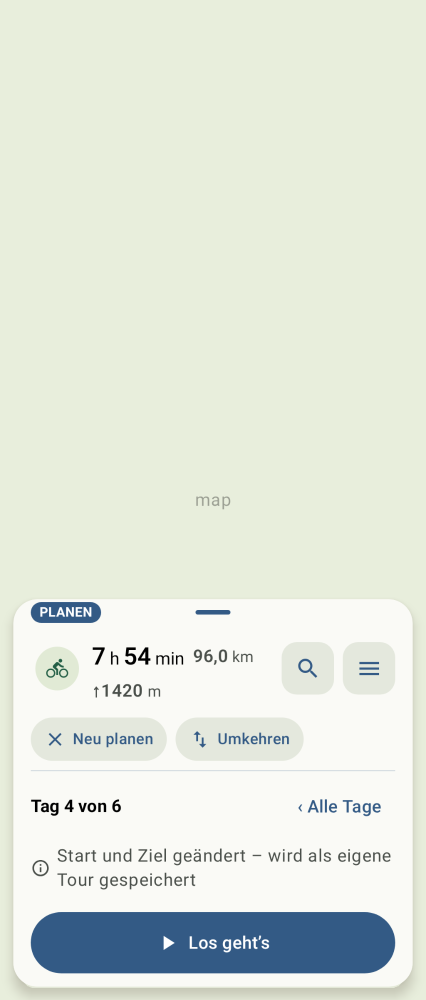 map
PLANEN
7 h 54 min 96,0 km
↑1420 m
Neu planen
Umkehren
Tag 4 von 6
‹ Alle Tage
Start und Ziel geändert – wird als eigene
Tour gespeichert
Los geht’s